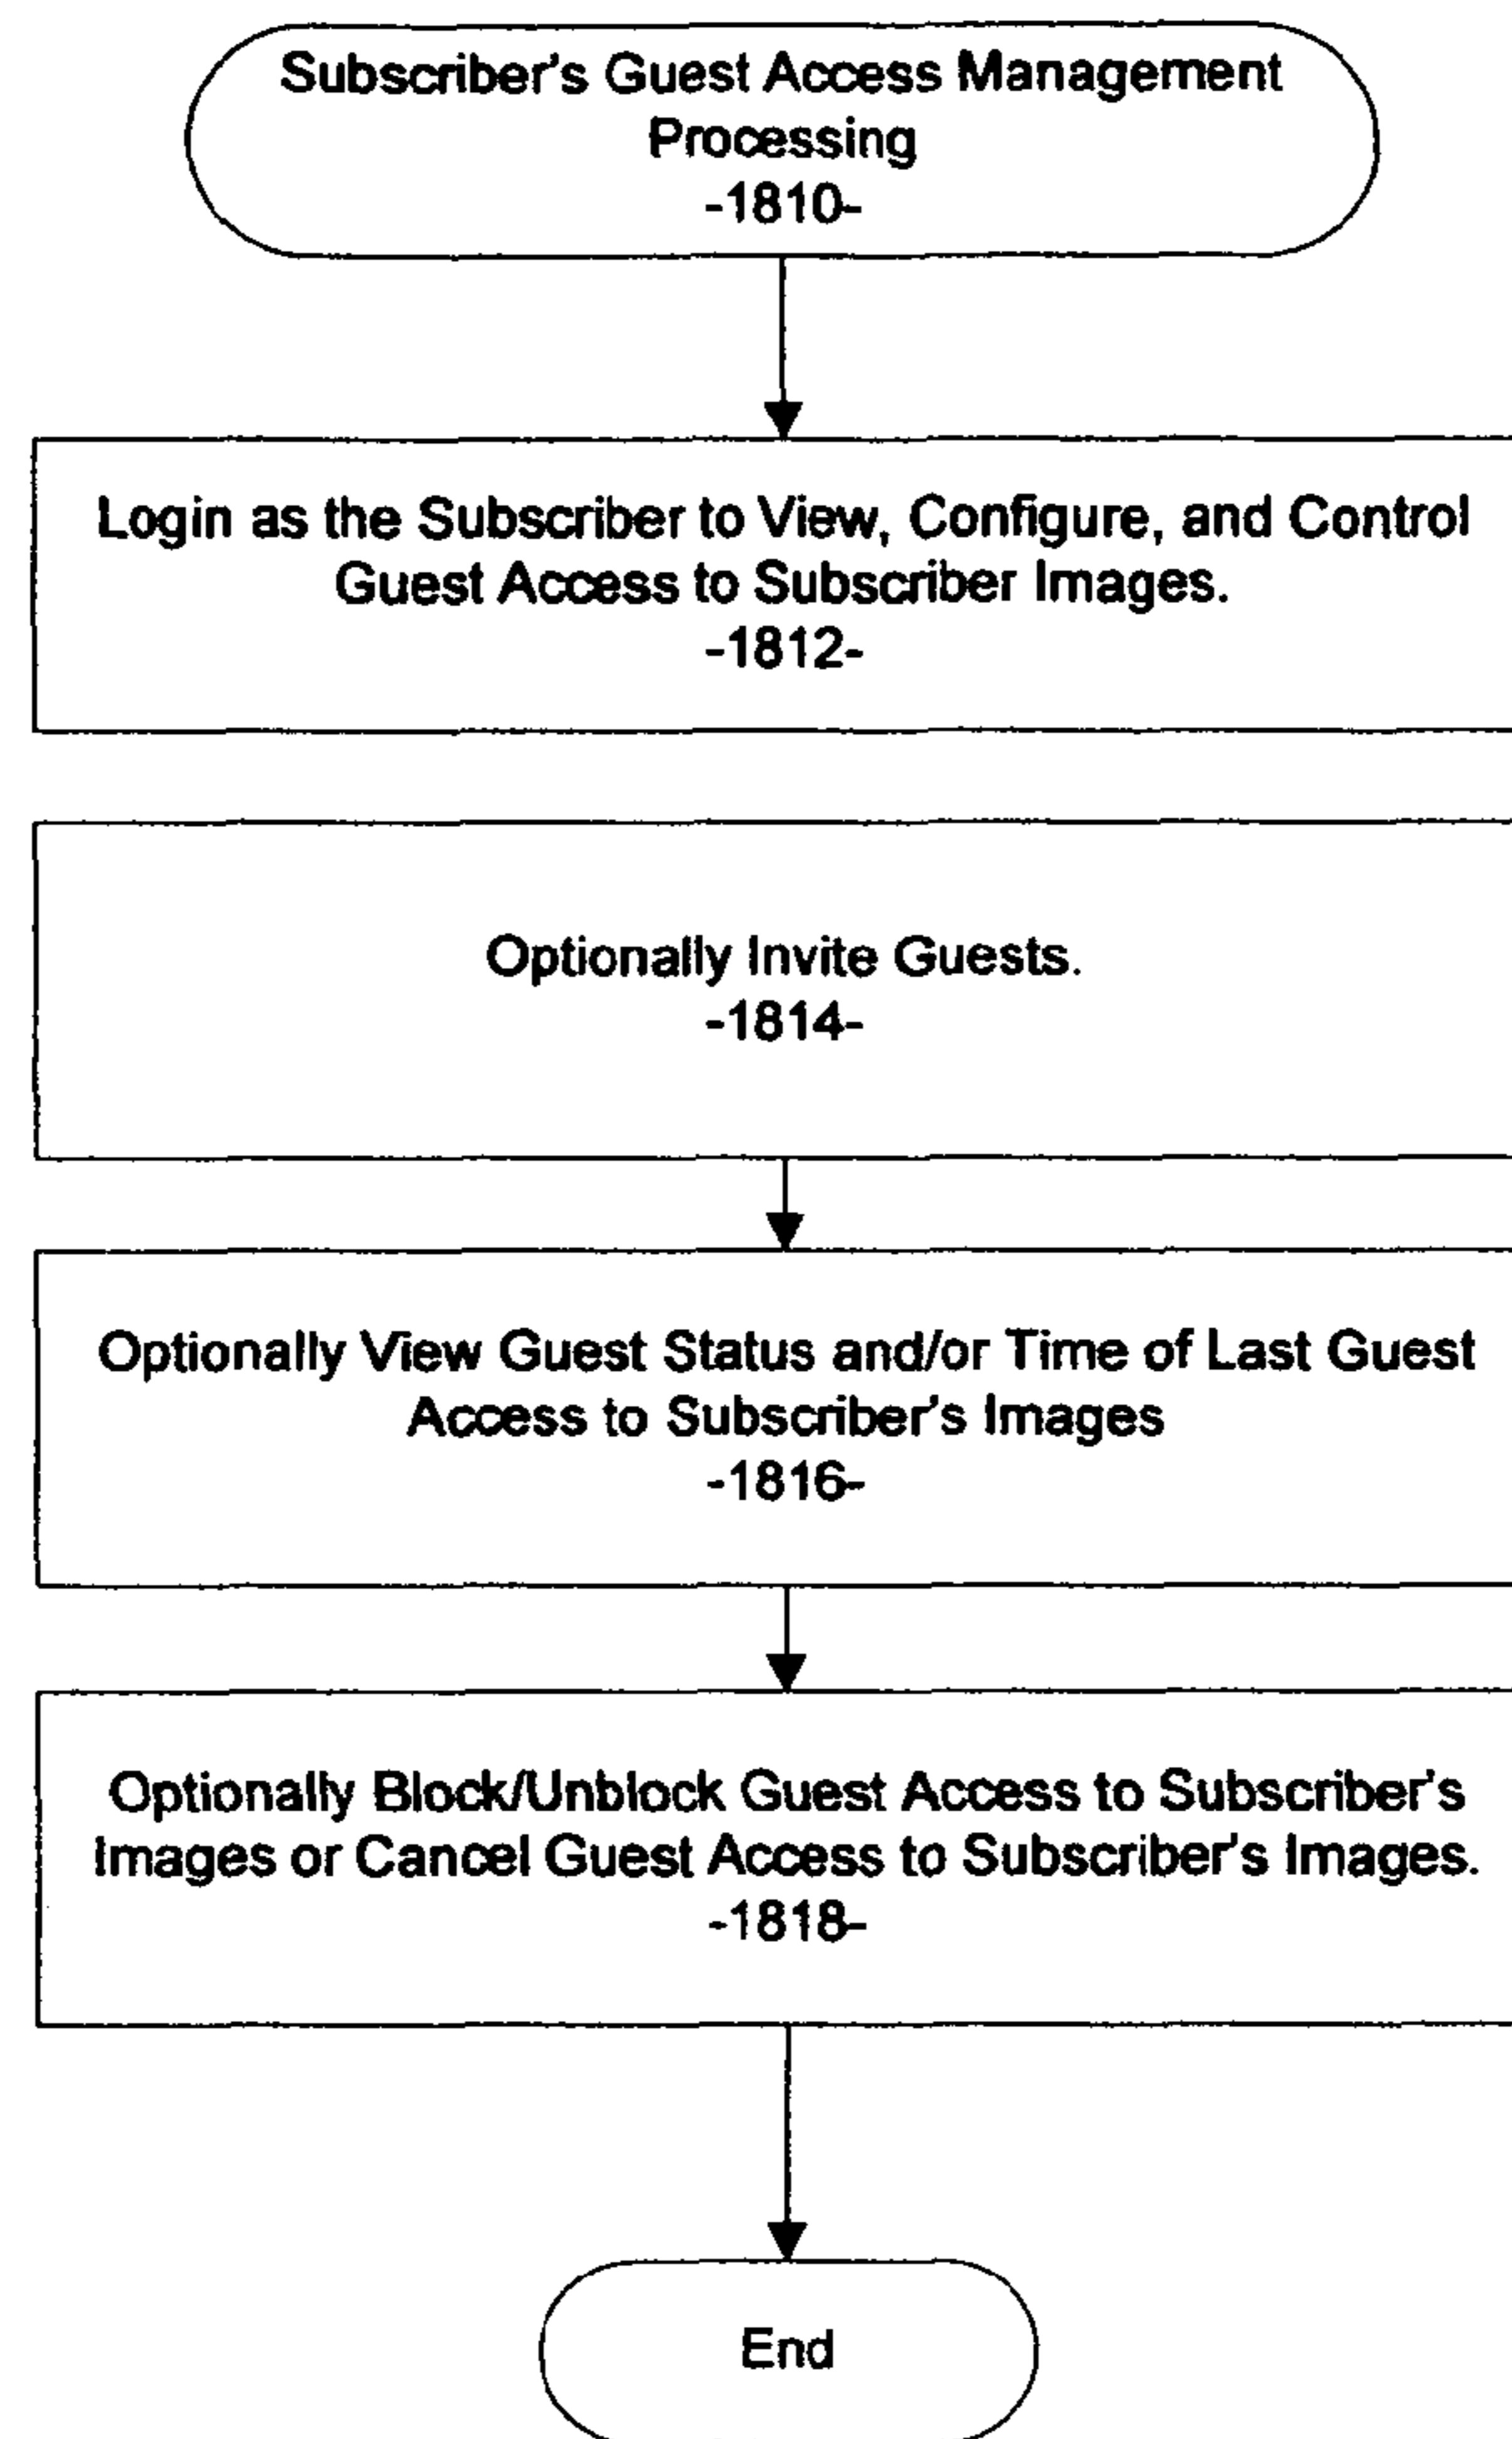 Subscriber's Guest Access Management
Processing
-1810-
Login as the Subscriber to View, Configure, and Control
Guest Access to Subscriber Images.
-1812-
Optionally Invite Guests.
-1814-
Optionally View Guest Status and/or Time of Last Guest
Access to Subscriber's Images
-1816-
Optionally Block/Unblock Guest Access to Subscriber's
Images or Cancel Guest Access to Subscriber's Images.
-1818-
End